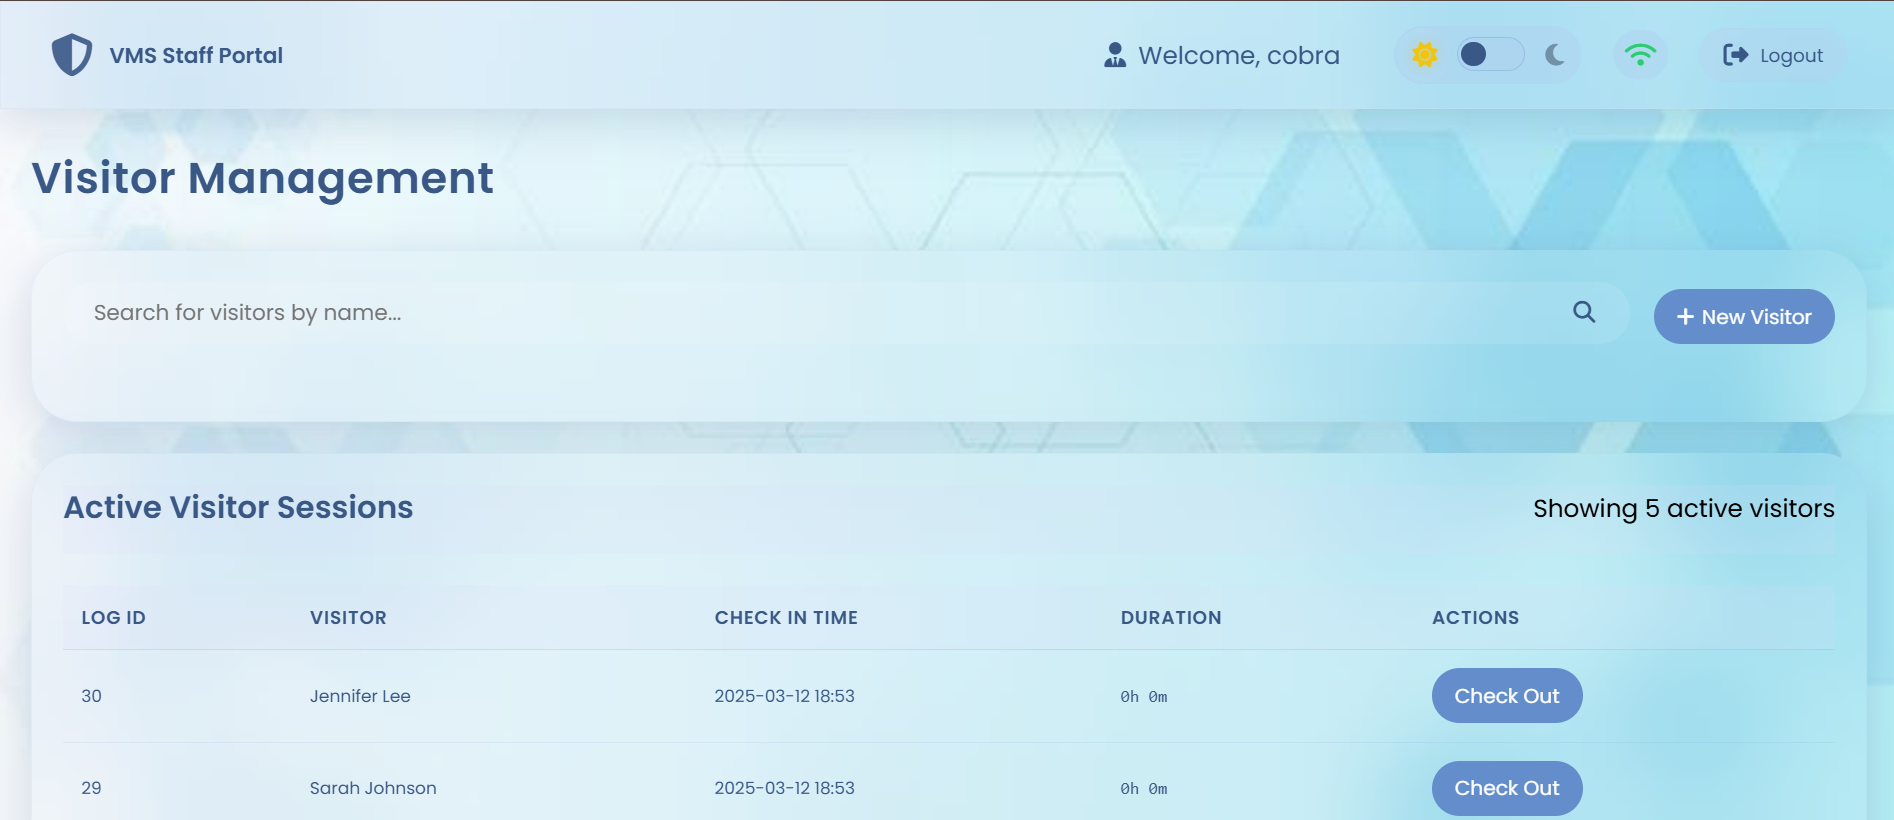 VMS Staff Portal
Welcome, cobra
Logout
Visitor Management
Search for visitors by name...
+ New Visitor
Active Visitor Sessions
Showing 5 active visitors
LOG ID VISITOR CHECK IN TIME DURATION ACTIONS
30 Jennifer Lee 2025-03-12 18:53 0h 0m Check Out
29 Sarah Johnson 2025-03-12 18:53 0h 0m Check Out